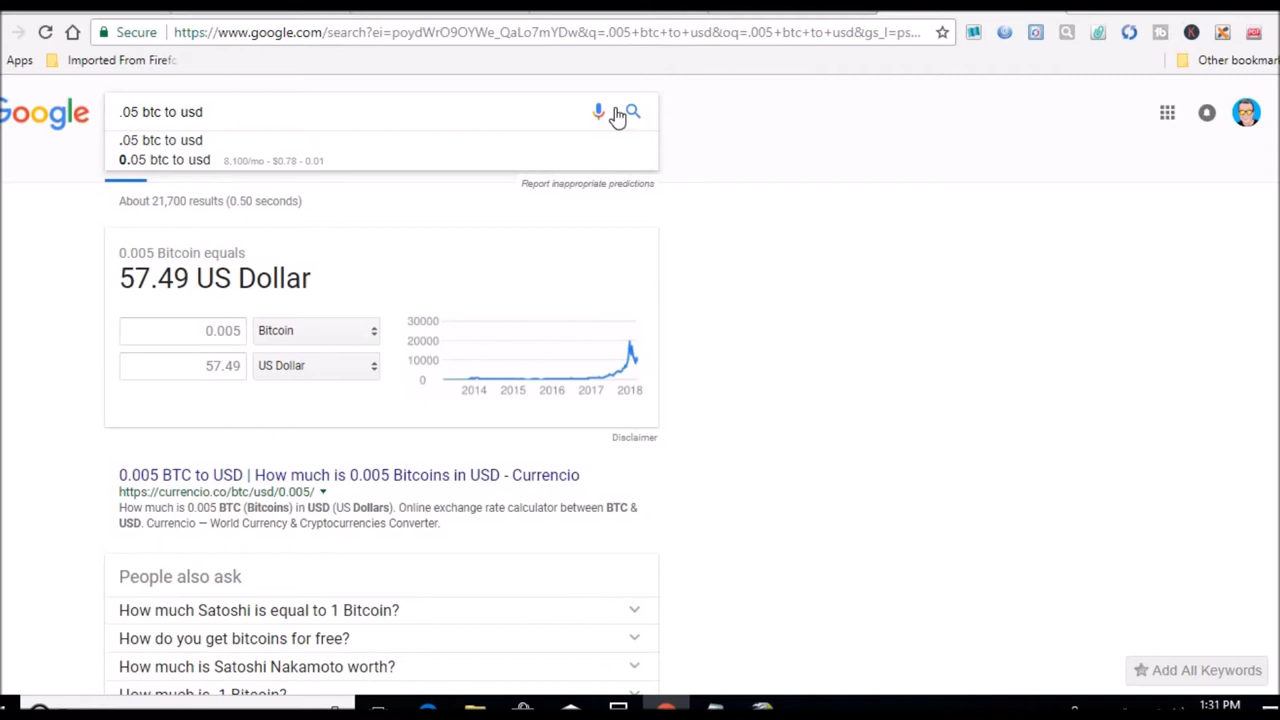 Secure https://www.google.com/search?ei=poydWrO9OYWe_QaLo7mYDw&q=.005+btc+to+usd&oq=.005+btc+to+usd&gs_l=ps...
Apps Imported From Firefo Other bookmar
Google
.05 btc to usd
.05 btc to usd
0.05 btc to usd 8,100/mo - $0.78 - 0.01
Report inappropriate predictions
About 21,700 results (0.50 seconds)
0.005 Bitcoin equals
57.49 US Dollar
0.005 Bitcoin
57.49 US Dollar
30000
20000
10000
0
2014 2015 2016 2017 2018
Disclaimer
0.005 BTC to USD | How much is 0.005 Bitcoins in USD - Currencio
https://currencio.co/btc/usd/0.005/
How much is 0.005 BTC (Bitcoins) in USD (US Dollars). Online exchange rate calculator between BTC &
USD. Currencio — World Currency & Cryptocurrencies Converter.
People also ask
How much Satoshi is equal to 1 Bitcoin?
How do you get bitcoins for free?
How much is Satoshi Nakamoto worth?
How much is .1 Bitcoin?
Add All Keywords
1:31 PM